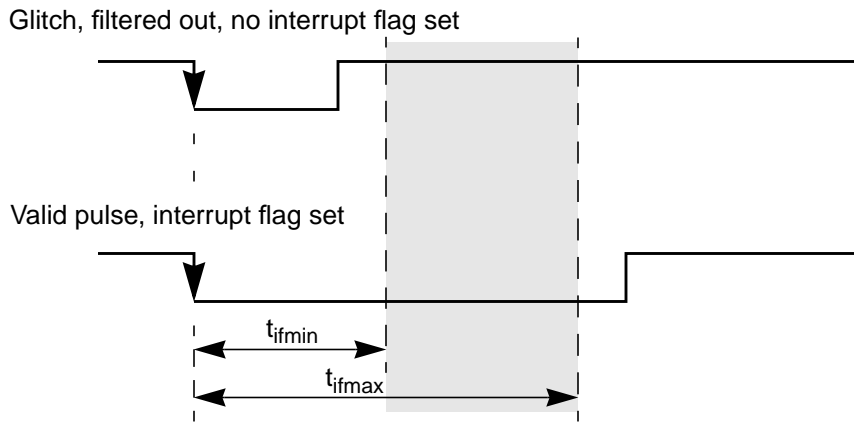 Glitch, filtered out, no interrupt flag set
Valid pulse, interrupt flag set
tifmin
tifmax